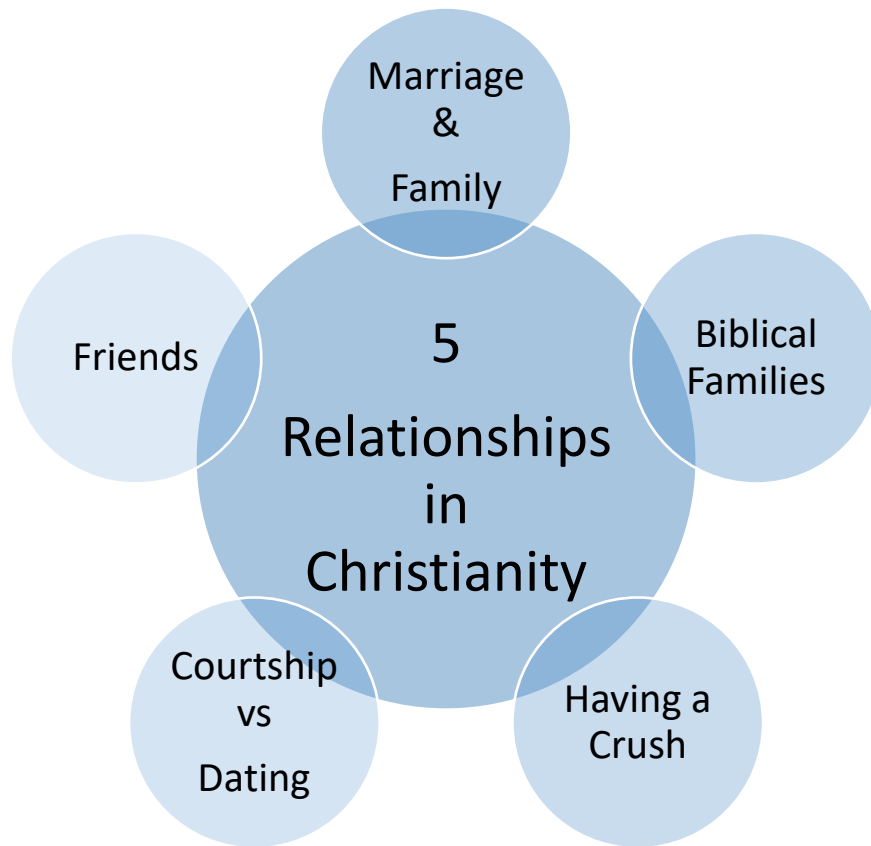 Marriage
&
Family
Friends
5
Relationships
in
Christianity
Biblical
Families
Courtship
vs
Dating
Having a
Crush